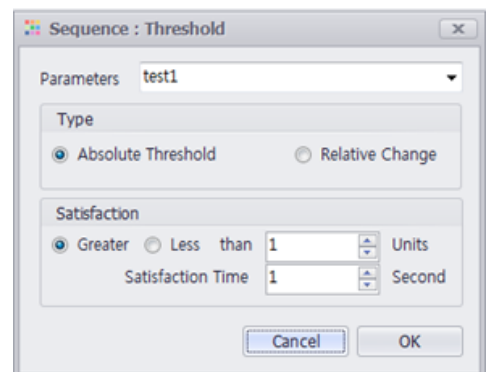 Sequence : Threshold
Parameters test1
Type
Absolute Threshold Relative Change
Satisfaction
Greater Less than 1 Units
Satisfaction Time 1 Second
Cancel OK